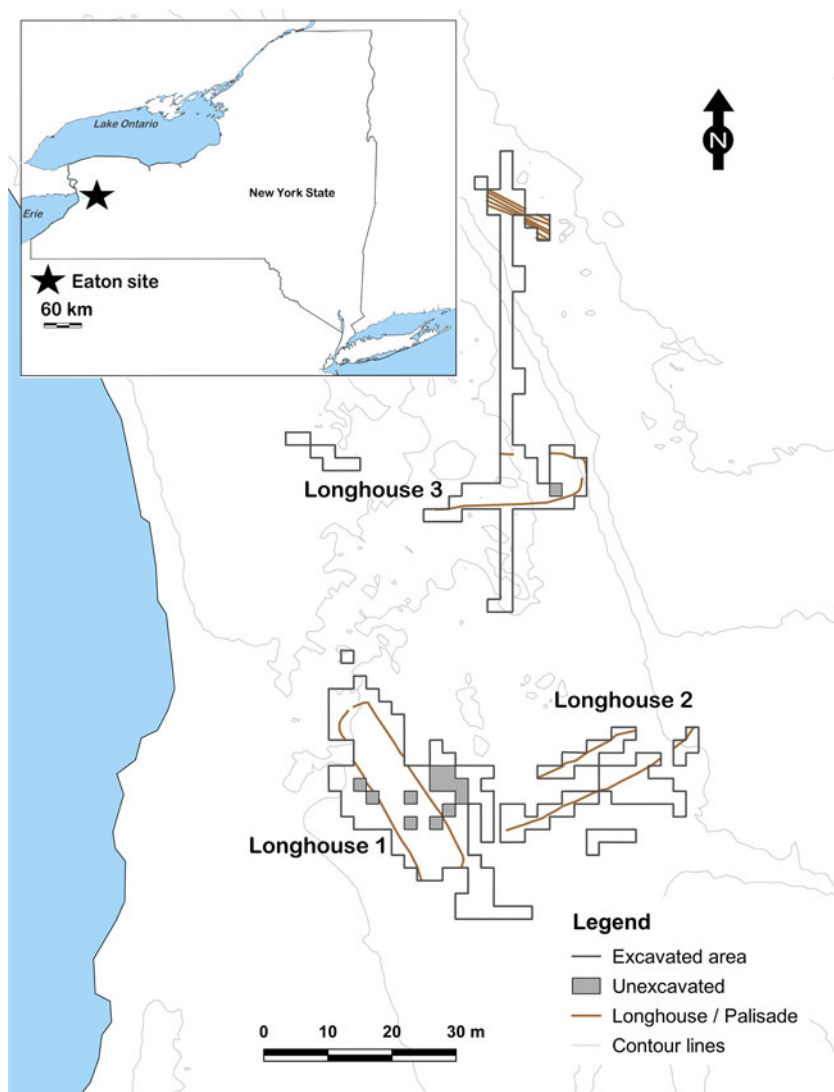 Lake Ontario
New York State
Erie
Eaton site
60 km
N
Longhouse 3
Longhouse 2
Longhouse 1
Legend
Excavated area
Unexcavated
Longhouse / Palisade
Contour lines
0 10 20 30 m